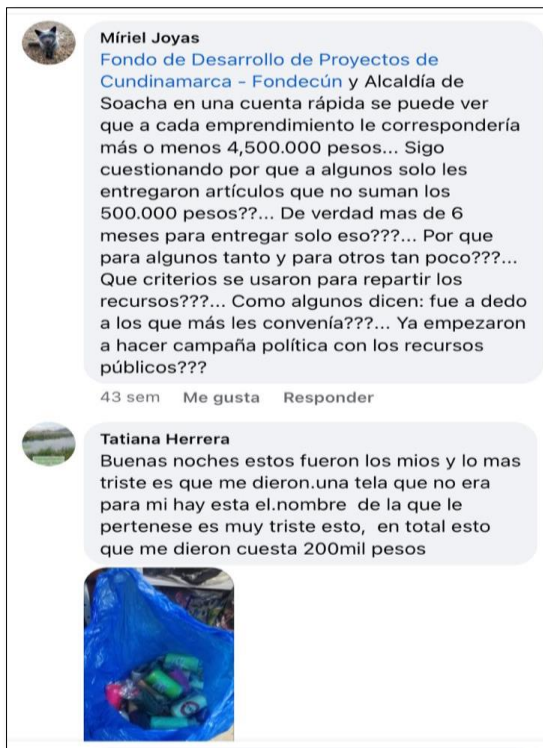 Míriel Joyas
Fondo de Desarrollo de Proyectos de
Cundinamarca - Fondecún y Alcaldía de
Soacha en una cuenta rápida se puede ver
que a cada emprendimiento le correspondería
más o menos 4,500.000 pesos... Sigo
cuestionando por que a algunos solo les
entregaron artículos que no suman los
500.000 pesos??... De verdad mas de 6
meses para entregar solo eso???... Por que
para algunos tanto y para otros tan poco???...
Que criterios se usaron para repartir los
recursos???... Como algunos dicen: fue a dedo
a los que más les convenía???... Ya empezaron
a hacer campaña política con los recursos
públicos???
43 sem Me gusta Responder
Tatiana Herrera
Buenas noches estos fueron los mios y lo mas
triste es que me dieron.una tela que no era
para mi hay esta el.nombre de la que le
pertenese es muy triste esto, en total esto
que me dieron cuesta 200mil pesos